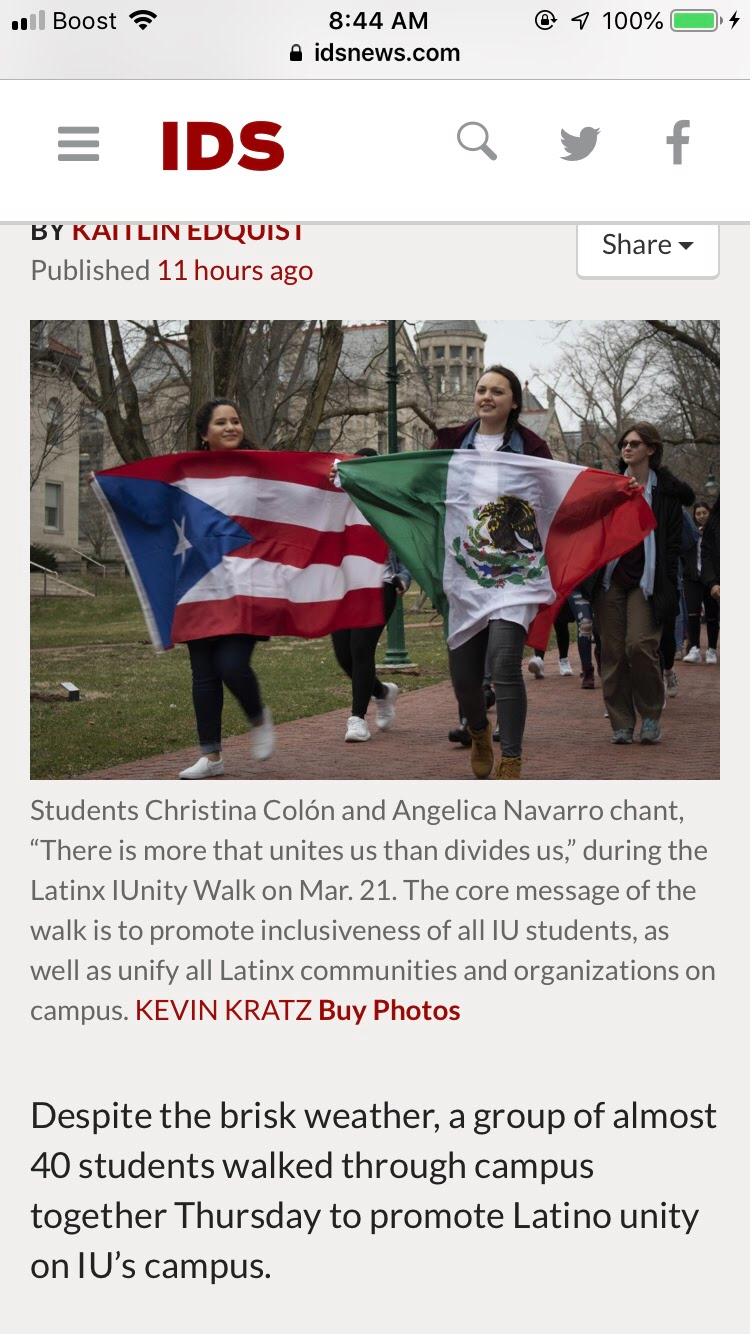 Boost 8:44 AM 100%
idsnews.com
IDS
BY KAITLIN EDQUIST
Share
Published 11 hours ago
Students Christina Colón and Angelica Navarro chant,
“There is more that unites us than divides us,” during the
Latinx IUnity Walk on Mar. 21. The core message of the
walk is to promote inclusiveness of all IU students, as
well as unify all Latinx communities and organizations on
campus. KEVIN KRATZ Buy Photos
Despite the brisk weather, a group of almost
40 students walked through campus
together Thursday to promote Latino unity
on IU’s campus.